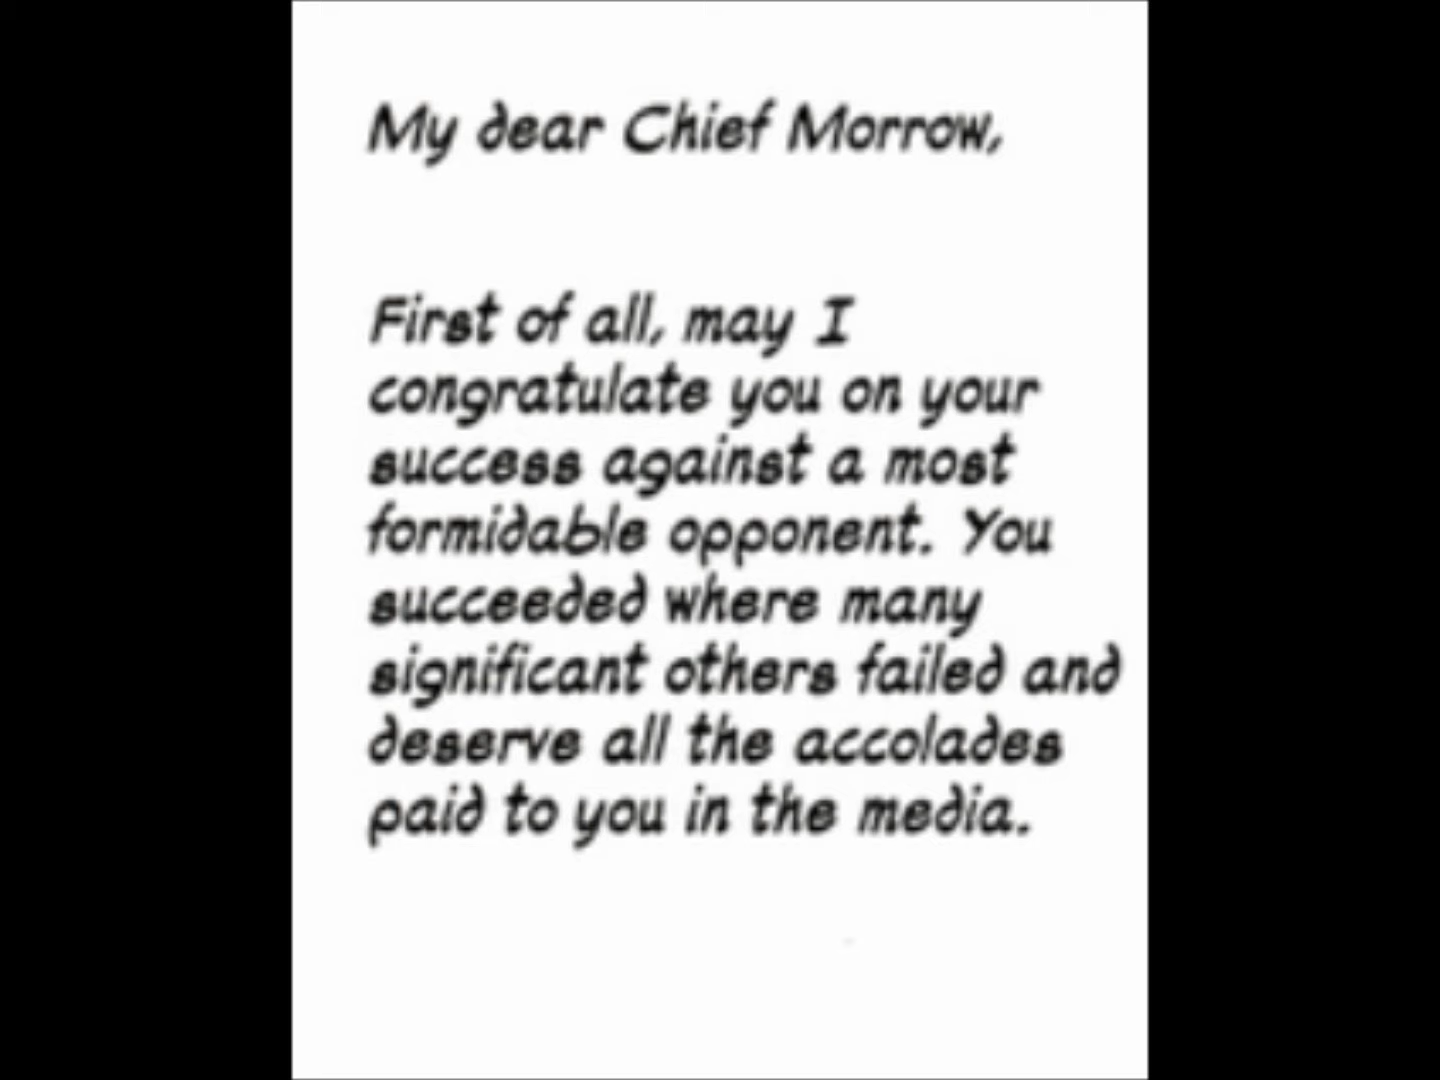 My dear Chief Morrow,
First of all, may I
congratulate you on your
success against a most
formidable opponent. You
succeeded where many
significant others failed and
deserve all the accolades
paid to you in the media.